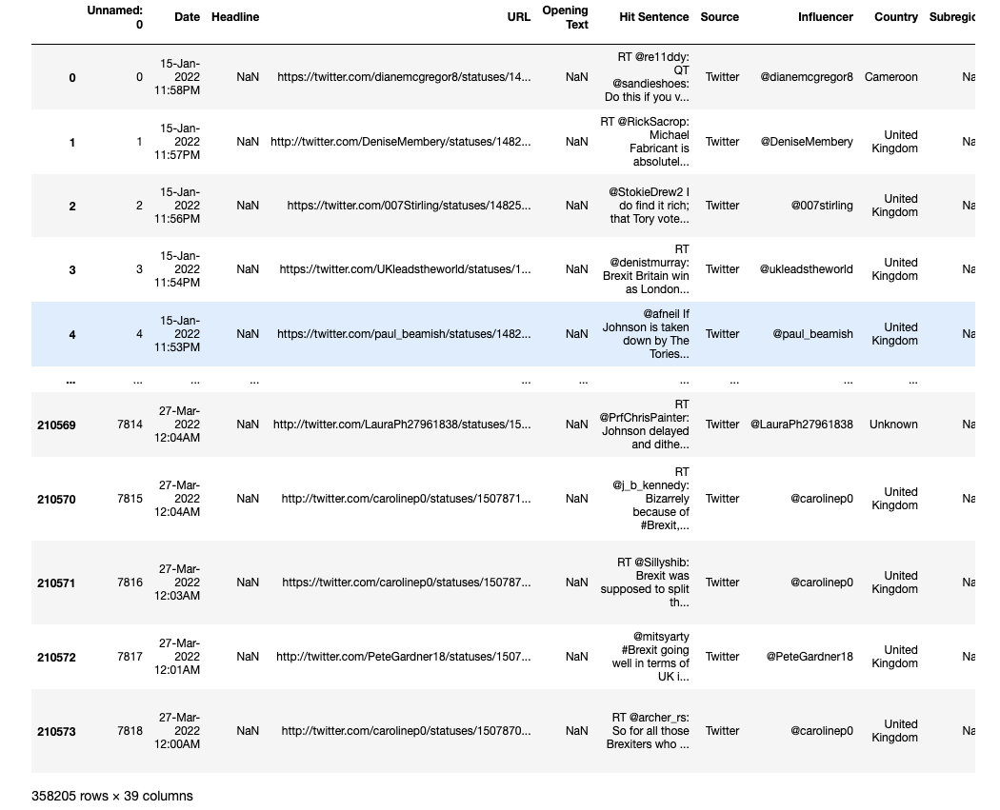 Unnamed: 0 Date Headline URL Opening Text Hit Sentence Source Influencer Country Subregio
0 0 15-Jan-2022 11:58PM NaN https://twitter.com/dianemcgregor8/statuses/14... NaN RT @re11ddy: QT @sandieshoes: Do this if you v... Twitter @dianemcgregor8 Cameroon Na
1 1 15-Jan-2022 11:57PM NaN http://twitter.com/DeniseMembery/statuses/1482... NaN RT @RickSacrop: Michael Fabricant is absolutel... Twitter @DeniseMembery United Kingdom Na
2 2 15-Jan-2022 11:56PM NaN https://twitter.com/007Stirling/statuses/14825... NaN @StokieDrew2 I do find it rich; that Tory vote... Twitter @007stirling United Kingdom Na
3 3 15-Jan-2022 11:54PM NaN https://twitter.com/UKleadstheworld/statuses/1... NaN RT @denistmurray: Brexit Britain win as London... Twitter @ukleadstheworld United Kingdom Na
4 4 15-Jan-2022 11:53PM NaN https://twitter.com/paul_beamish/statuses/1482... NaN @afneil If Johnson is taken down by The Tories... Twitter @paul_beamish United Kingdom Na
... ... ... ... ... ... ... ... ... ...
210569 7814 27-Mar-2022 12:04AM NaN http://twitter.com/LauraPh27961838/statuses/15... NaN RT @PrfChrisPainter: Johnson delayed and dithe... Twitter @LauraPh27961838 Unknown Na
210570 7815 27-Mar-2022 12:04AM NaN http://twitter.com/carolinep0/statuses/1507871... NaN RT @j_b_kennedy: Bizarrely because of #Brexit,... Twitter @carolinep0 United Kingdom Na
210571 7816 27-Mar-2022 12:03AM NaN https://twitter.com/carolinep0/statuses/150787... NaN RT @Sillyshib: Brexit was supposed to split th... Twitter @carolinep0 United Kingdom Na
210572 7817 27-Mar-2022 12:01AM NaN http://twitter.com/PeteGardner18/statuses/1507... NaN @mitsyarty #Brexit going well in terms of UK i... Twitter @PeteGardner18 United Kingdom Na
210573 7818 27-Mar-2022 12:00AM NaN http://twitter.com/carolinep0/statuses/1507870... NaN RT @archer_rs: So for all those Brexiters who ... Twitter @carolinep0 United Kingdom Na
358205 rows × 39 columns